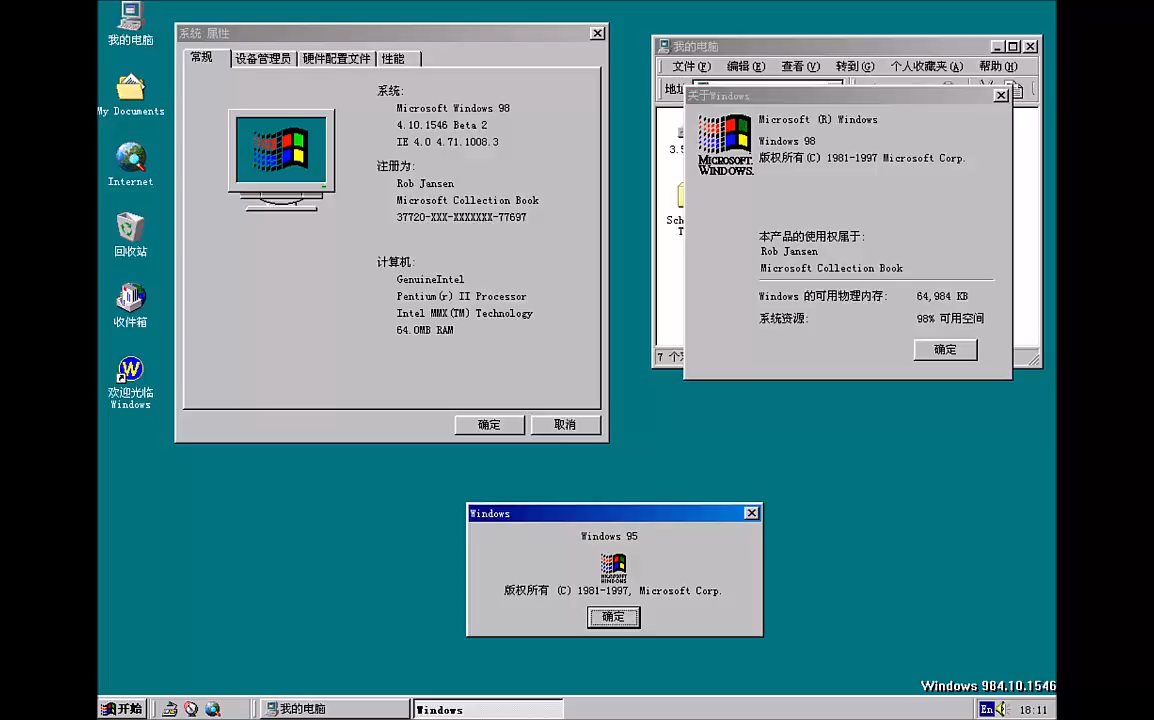 我的电脑
My Documents
Internet
回收站
收件箱
欢迎光临
Windows
系统 属性
常规 设备管理员 硬件配置文件 性能
系统:
Microsoft Windows 98
4.10.1546 Beta 2
IE 4.0 4.71.1008.3
注册为:
Rob Jansen
Microsoft Collection Book
37720-XXX-XXXXXXX-77697
计算机:
GenuineIntel
Pentium(r) II Processor
Intel MMX(TM) Technology
64.0MB RAM
确定 取消
我的电脑
文件(F) 编辑(E) 查看(V) 转到(G) 个人收藏夹(A) 帮助(H)
地址
3.5
Sch
T
7 个
关于Windows
MICROSOFT.
WINDOWS.
Microsoft (R) Windows
Windows 98
版权所有(C) 1981-1997 Microsoft Corp.
本产品的使用权属于:
Rob Jansen
Microsoft Collection Book
Windows 的可用物理内存: 64,984 KB
系统资源: 98% 可用空间
确定
Windows
Windows 95
MICROSOFT
WINDOWS
版权所有 (C) 1981-1997, Microsoft Corp.
确定
Windows 984.10.1546
开始 我的电脑 Windows En 18:11